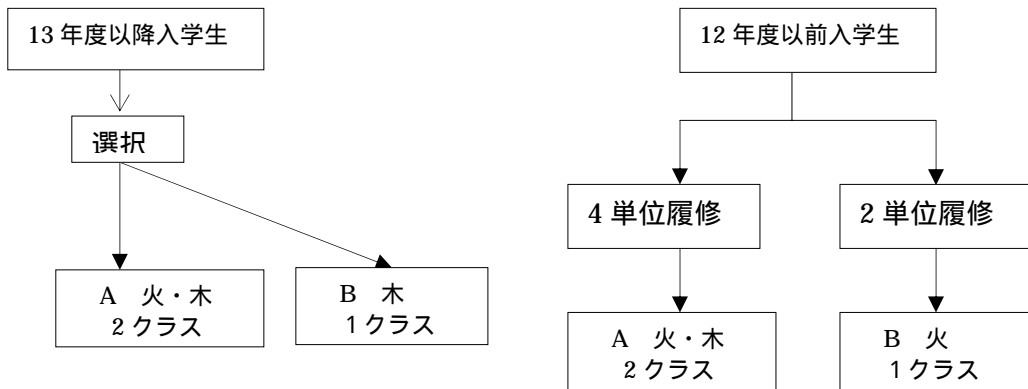 13 年度以降入学生
選択
A 火・木
2 クラス
B 木
1 クラス
12 年度以前入学生
4 単位履修
2 単位履修
A 火・木
2 クラス
B 火
1 クラス